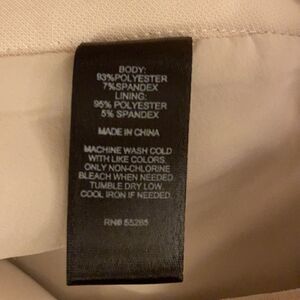 BODY:
93%POLYESTER
7%SPANDEX
LINING:
95% POLYESTER
5% SPANDEX
MADE IN CHINA
MACHINE WASH COLD
WITH LIKE COLORS.
ONLY NON-CHLORINE
BLEACH WHEN NEEDED.
TUMBLE DRY LOW.
COOL IRON IF NEEDED.
RN# 55285